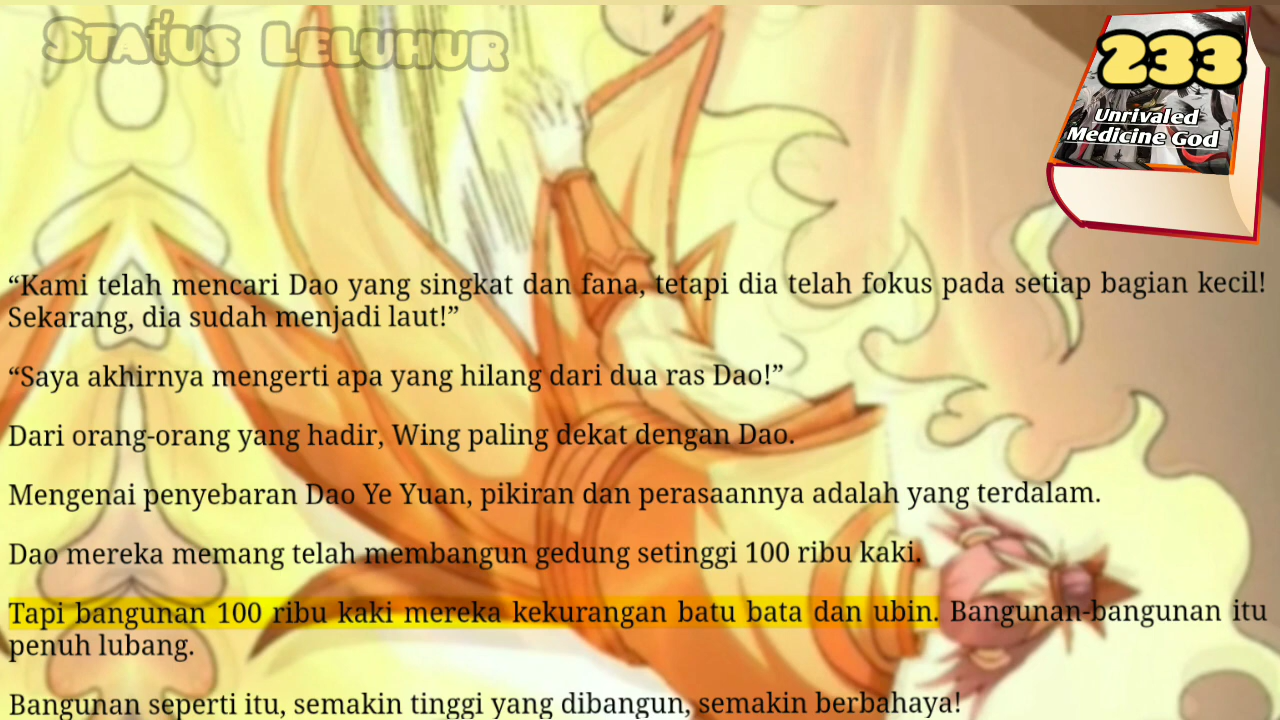 Status Leluhur
233
Unrivaled
Medicine God
“Kami telah mencari Dao yang singkat dan fana, tetapi dia telah fokus pada setiap bagian kecil!
Sekarang, dia sudah menjadi laut!”
“Saya akhirnya mengerti apa yang hilang dari dua ras Dao!”
Dari orang-orang yang hadir, Wing paling dekat dengan Dao.
Mengenai penyebaran Dao Ye Yuan, pikiran dan perasaannya adalah yang terdalam.
Dao mereka memang telah membangun gedung setinggi 100 ribu kaki.
Tapi bangunan 100 ribu kaki mereka kekurangan batu bata dan ubin. Bangunan-bangunan itu
penuh lubang.
Bangunan seperti itu, semakin tinggi yang dibangun, semakin berbahaya!